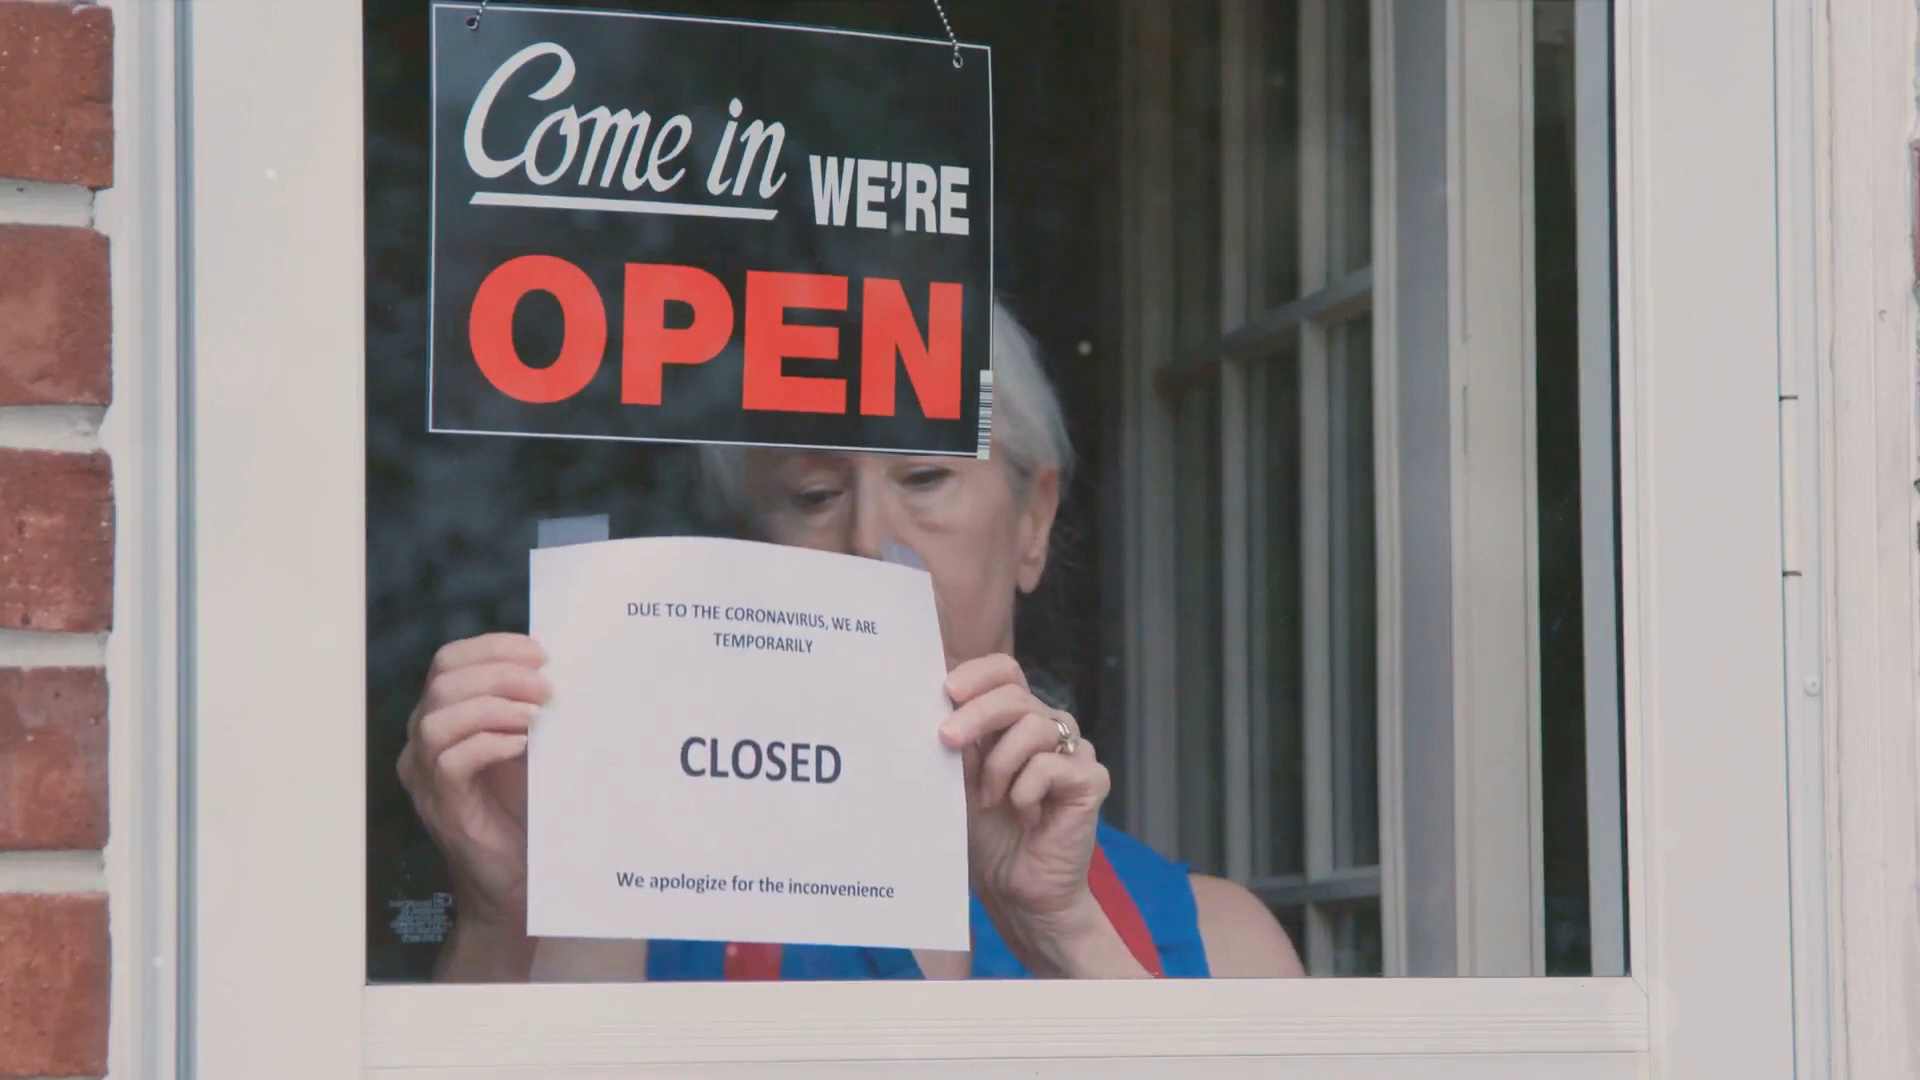 Come in WE'RE
OPEN
DUE TO THE CORONAVIRUS, WE ARE
TEMPORARILY
CLOSED
We apologize for the inconvenience